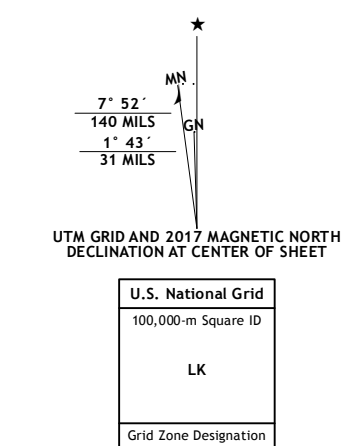 MN
7° 52´
140 MILS
GN
1° 43´
31 MILS
UTM GRID AND 2017 MAGNETIC NORTH
DECLINATION AT CENTER OF SHEET
U.S. National Grid
100,000-m Square ID
LK
Grid Zone Designation